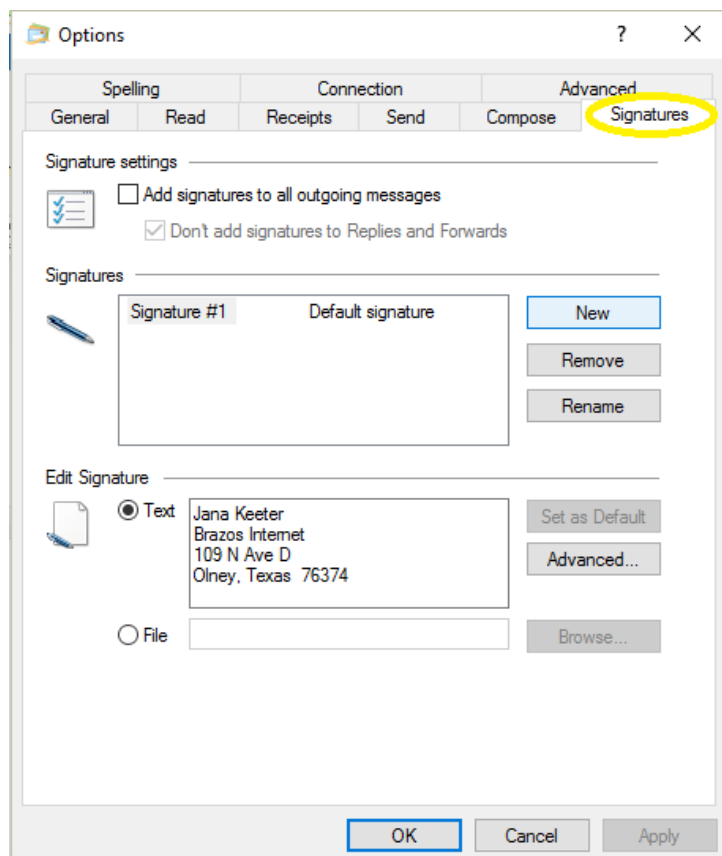 Options ?
Spelling Connection Advanced
General Read Receipts Send Compose Signatures
Signature settings
Add signatures to all outgoing messages
Don't add signatures to Replies and Forwards
Signatures
Signature #1 Default signature New
Remove
Rename
Edit Signature
Text Jana Keeter Set as Default
Brazos Internet
109 N Ave D Advanced...
Olney, Texas 76374
File Browse...
OK Cancel Apply